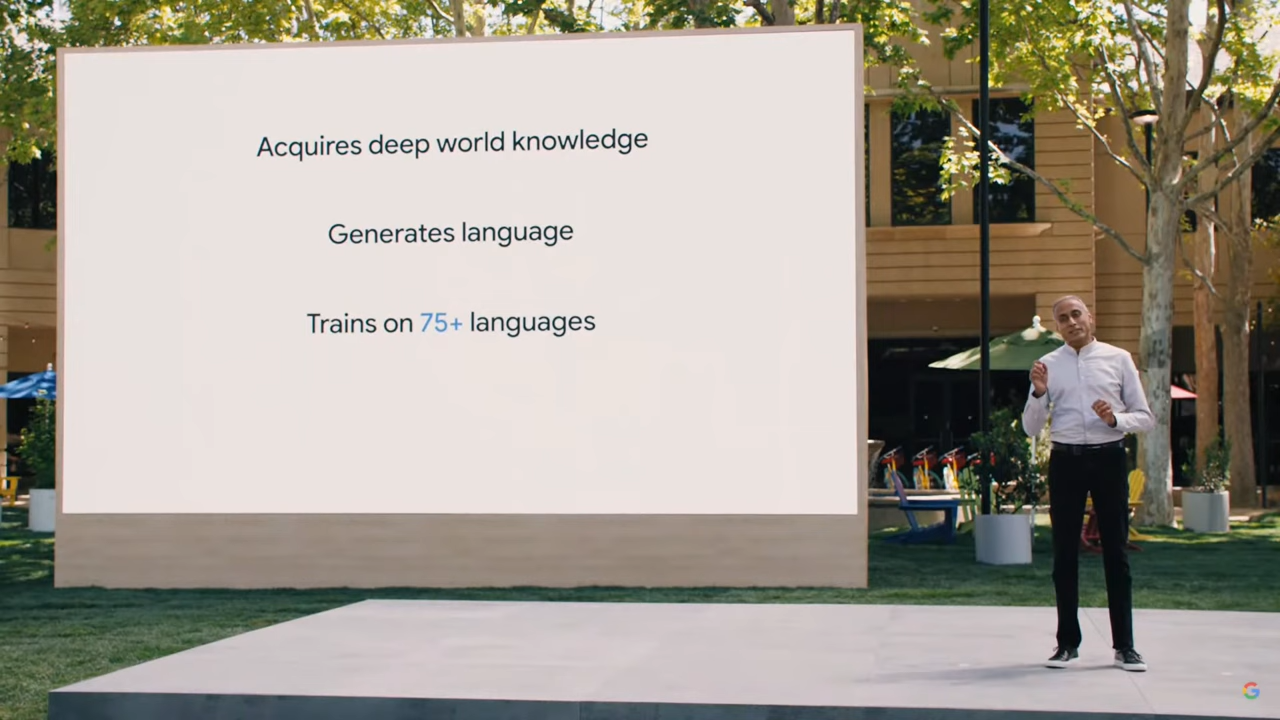 Acquires deep world knowledge
Generates language
Trains on 75+ languages